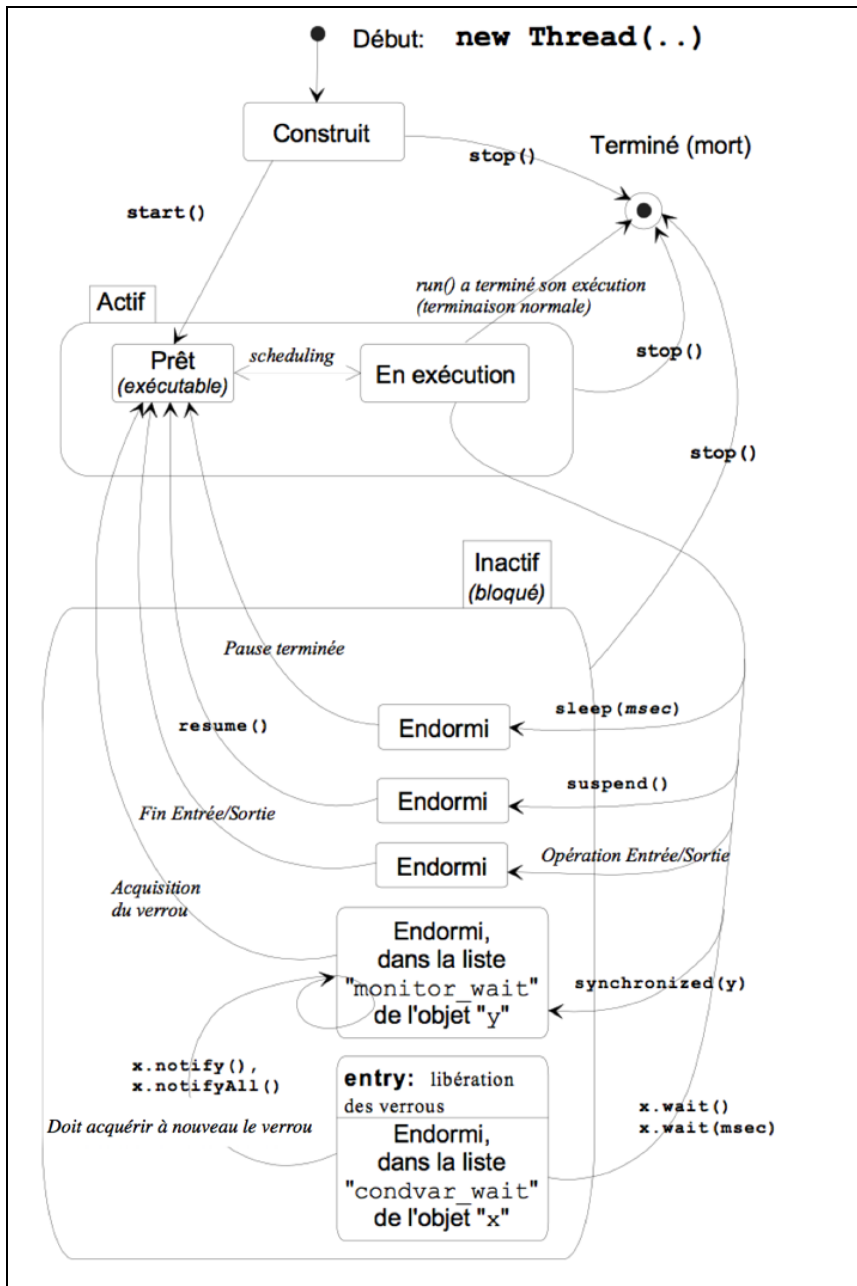 Début: new Thread(..)
Construit
stop()
Terminé (mort)
start()
run() a terminé son exécution
(terminaison normale)
Actif
Prêt
(exécutable)
scheduling
En exécution
stop()
stop()
Inactif
(bloqué)
Pause terminée
Endormi
sleep(msec)
resume()
Endormi
suspend()
Fin Entrée/Sortie
Endormi
Opération Entrée/Sortie
Acquisition
du verrou
Endormi,
dans la liste
"monitor_wait"
de l'objet "y"
synchronized(y)
x.notify(),
x.notifyAll()
Doit acquérir à nouveau le verrou
entry: libération
des verrous
Endormi,
dans la liste
"condvar_wait"
de l'objet "x"
x.wait()
x.wait(msec)